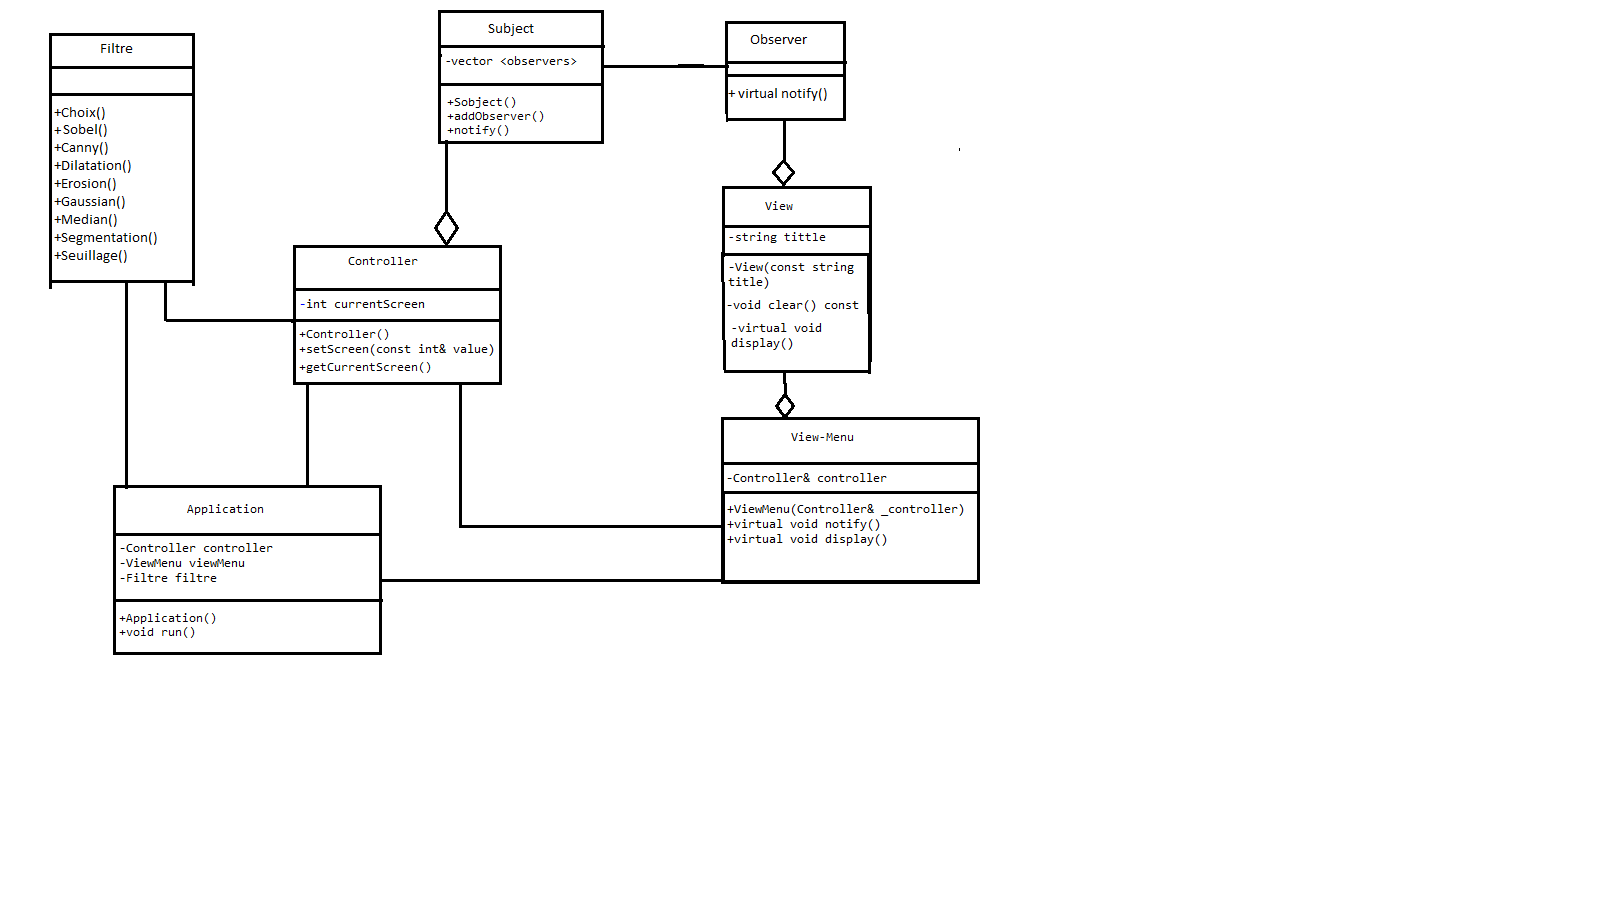 Filtre
+Choix()
+Sobel()
+Canny()
+Dilatation()
+Erosion()
+Gaussian()
+Median()
+Segmentation()
+Seuillage()
Subject
-vector <observers>
+Sobject()
+addObserver()
+notify()
Observer
+ virtual notify()
Controller
-int currentScreen
+Controller()
+setScreen(const int& value)
+getCurrentScreen()
View
-string tittle
-View(const string
title)
-void clear() const
-virtual void
display()
View-Menu
-Controller& controller
+ViewMenu(Controller& _controller)
+virtual void notify()
+virtual void display()
Application
-Controller controller
-ViewMenu viewMenu
-Filtre filtre
+Application()
+void run()